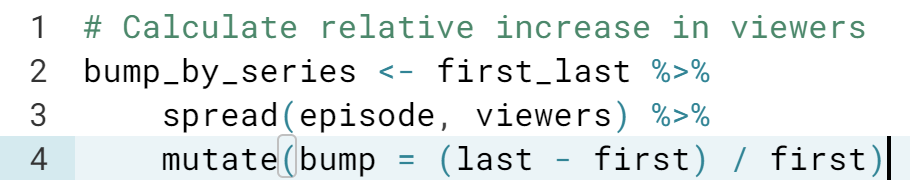 1 # Calculate relative increase in viewers
2 bump_by_series <- first_last %>%
3     spread(episode, viewers) %>%
4     mutate(bump = (last - first) / first)